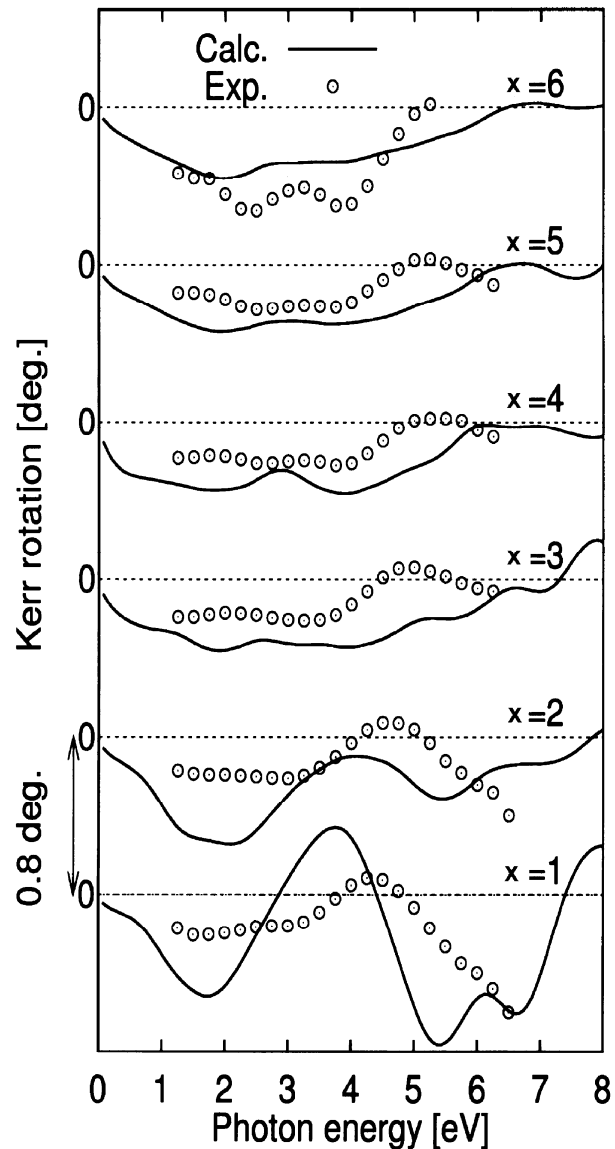 Calc.
Exp.
0 x=6
0 x=5
0 x=4
0 x=3
0 x=2
0 x=1
Kerr rotation [deg.]
0.8 deg.
0 1 2 3 4 5 6 7 8
Photon energy [eV]